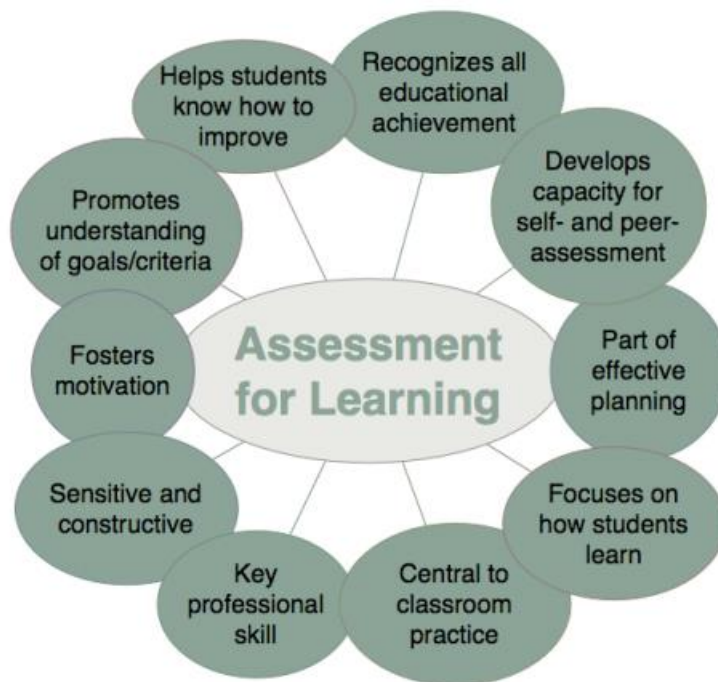 Recognizes all
educational
achievement
Develops
capacity for
self- and peer-
assessment
Part of
effective
planning
Focuses on
how students
learn
Central to
classroom
practice
Key
professional
skill
Sensitive and
constructive
Fosters
motivation
Promotes
understanding
of goals/criteria
Helps students
know how to
improve
Assessment
for Learning